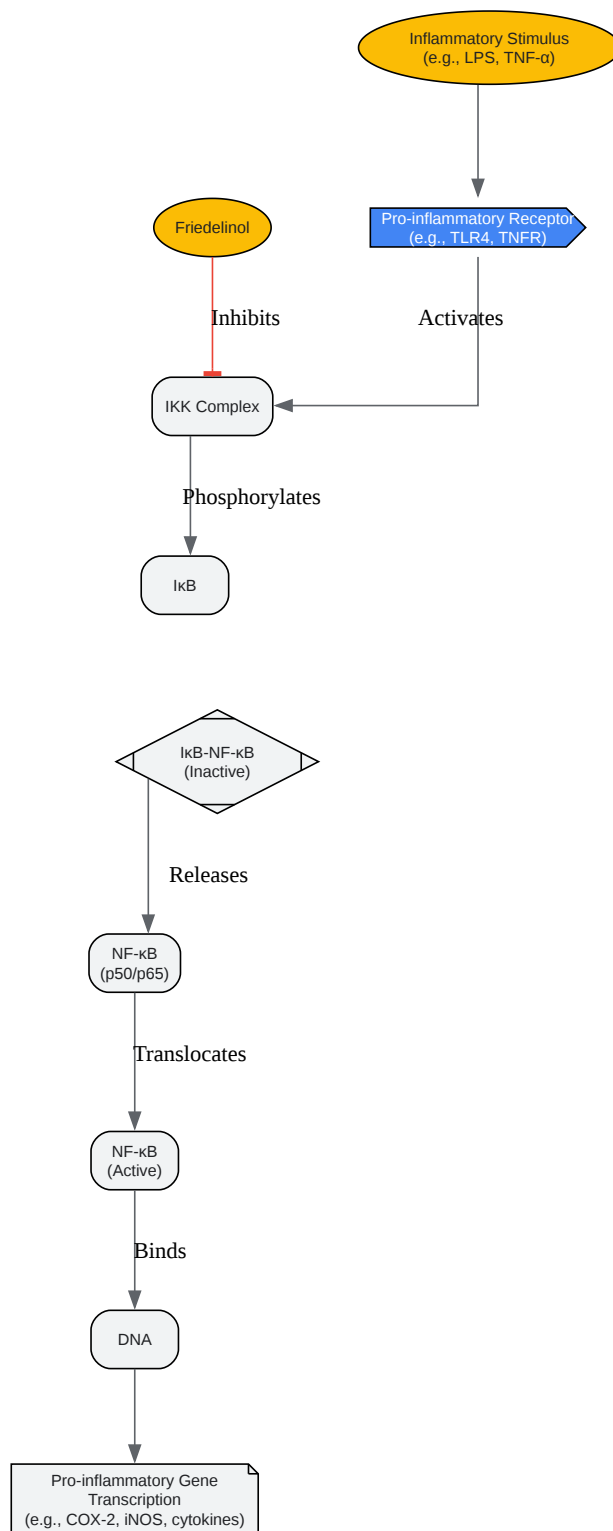 Inflammatory Stimulus
(e.g., LPS, TNF-α)
Friedelinol
Pro-inflammatory Receptor
(e.g., TLR4, TNFR)
Inhibits
Activates
IKK Complex
Phosphorylates
IκB
IκB-NF-κB
(Inactive)
Releases
NF-κB
(p50/p65)
Translocates
NF-κB
(Active)
Binds
DNA
Pro-inflammatory Gene
Transcription
(e.g., COX-2, iNOS, cytokines)